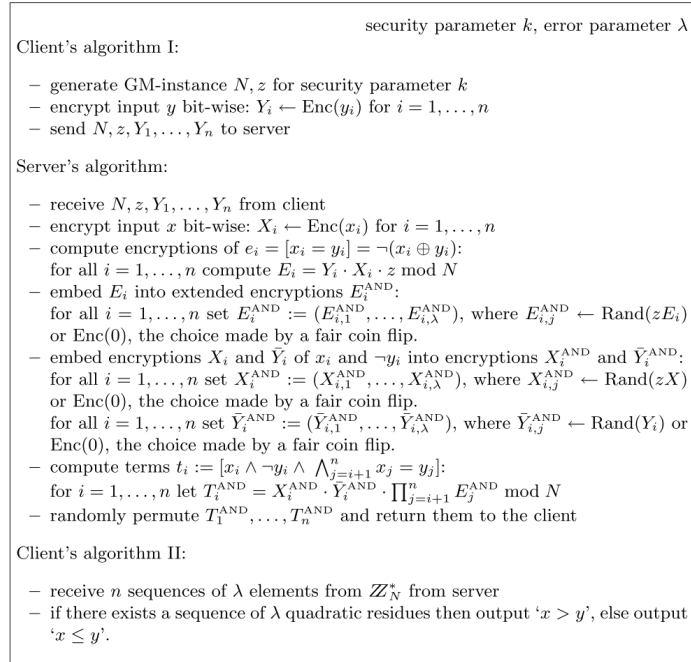 security parameter k, error parameter λ
Client's algorithm I:
– generate GM-instance N, z for security parameter k
– encrypt input y bit-wise: Y_i ← Enc(y_i) for i = 1, . . . , n
– send N, z, Y_1, . . . , Y_n to server
Server's algorithm:
– receive N, z, Y_1, . . . , Y_n from client
– encrypt input x bit-wise: X_i ← Enc(x_i) for i = 1, . . . , n
– compute encryptions of e_i = [x_i = y_i] = ¬(x_i ⊕ y_i):
for all i = 1, . . . , n compute E_i = Y_i · X_i · z mod N
– embed E_i into extended encryptions E_i^AND:
for all i = 1, . . . , n set E_i^AND := (E_{i,1}^AND, . . . , E_{i,λ}^AND), where E_{i,j}^AND ← Rand(zE_i)
or Enc(0), the choice made by a fair coin flip.
– embed encryptions X_i and Ȳ_i of x_i and ¬y_i into encryptions X_i^AND and Ȳ_i^AND:
for all i = 1, . . . , n set X_i^AND := (X_{i,1}^AND, . . . , X_{i,λ}^AND), where X_{i,j}^AND ← Rand(zX)
or Enc(0), the choice made by a fair coin flip.
for all i = 1, . . . , n set Ȳ_i^AND := (Ȳ_{i,1}^AND, . . . , Ȳ_{i,λ}^AND), where Ȳ_{i,j}^AND ← Rand(Y_i) or
Enc(0), the choice made by a fair coin flip.
– compute terms t_i := [x_i ∧ ¬y_i ∧ ⋀_{j=i+1}^n x_j = y_j]:
for i = 1, . . . , n let T_i^AND = X_i^AND · Ȳ_i^AND · ∏_{j=i+1}^n E_j^AND mod N
– randomly permute T_1^AND, . . . , T_n^AND and return them to the client
Client's algorithm II:
– receive n sequences of λ elements from ℤ_N^* from server
– if there exists a sequence of λ quadratic residues then output ‘x > y’, else output
‘x ≤ y’.